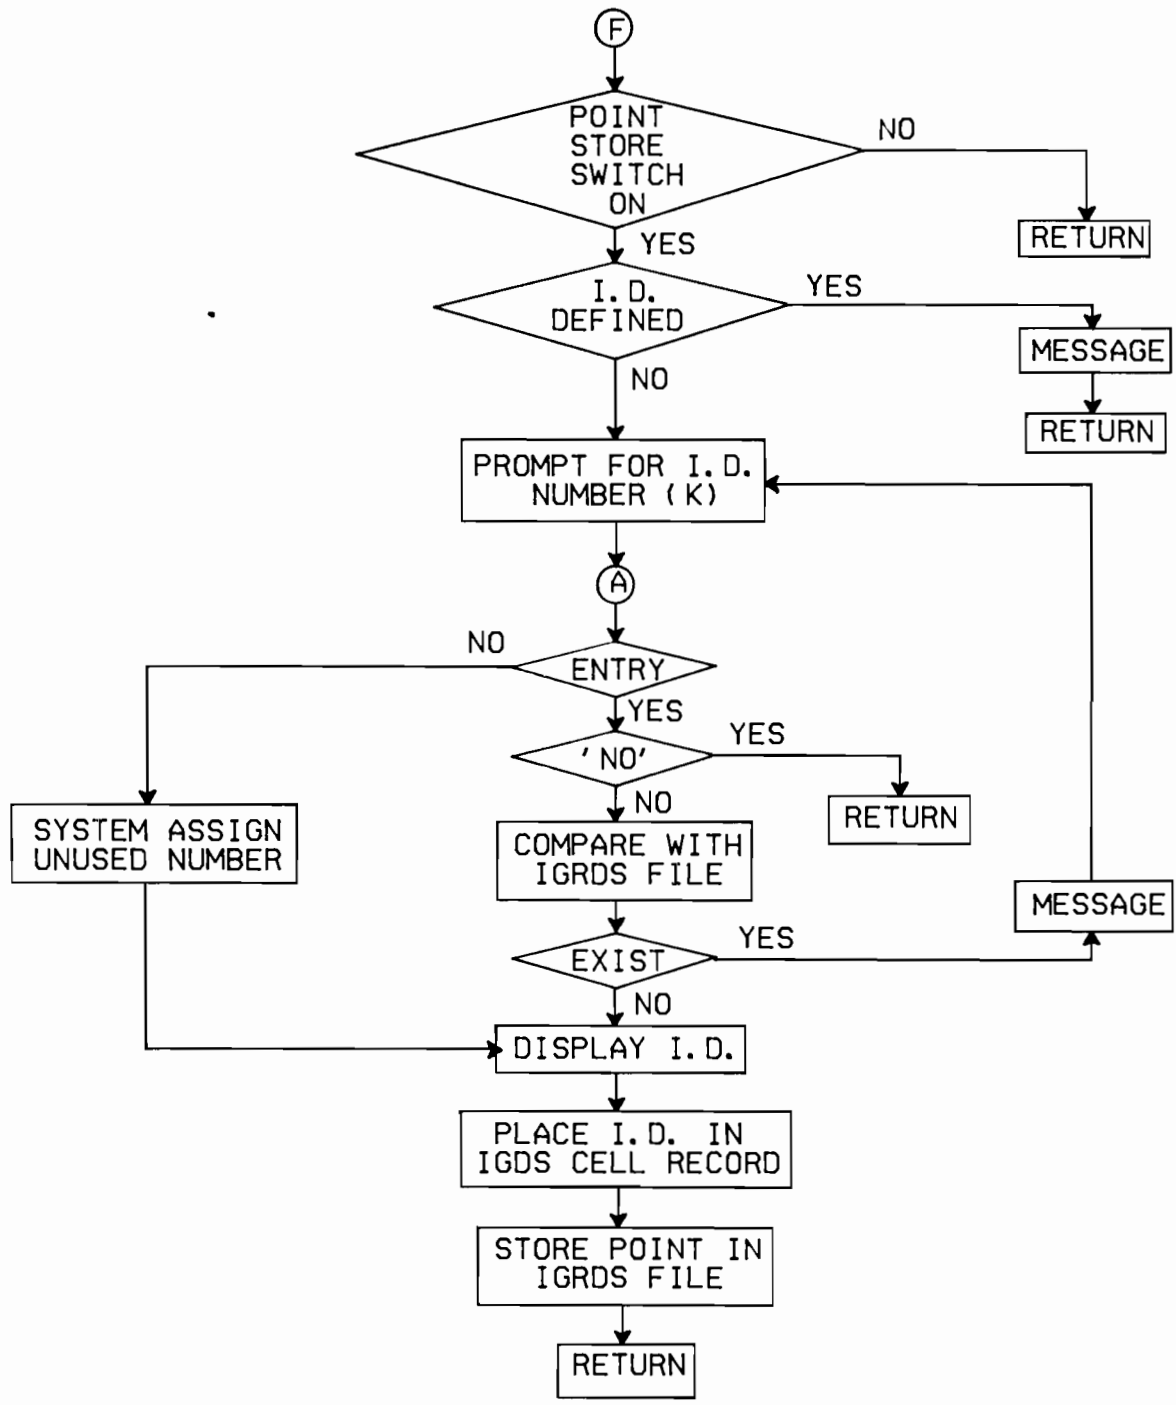 F
POINT
STORE
SWITCH
ON
NO
RETURN
YES
I.D.
DEFINED
YES
MESSAGE
RETURN
NO
PROMPT FOR I.D.
NUMBER (K)
A
ENTRY
NO
YES
'NO'
YES
RETURN
NO
SYSTEM ASSIGN
UNUSED NUMBER
COMPARE WITH
IGRDS FILE
MESSAGE
EXIST
YES
NO
DISPLAY I.D.
PLACE I.D. IN
IGDS CELL RECORD
STORE POINT IN
IGRDS FILE
RETURN